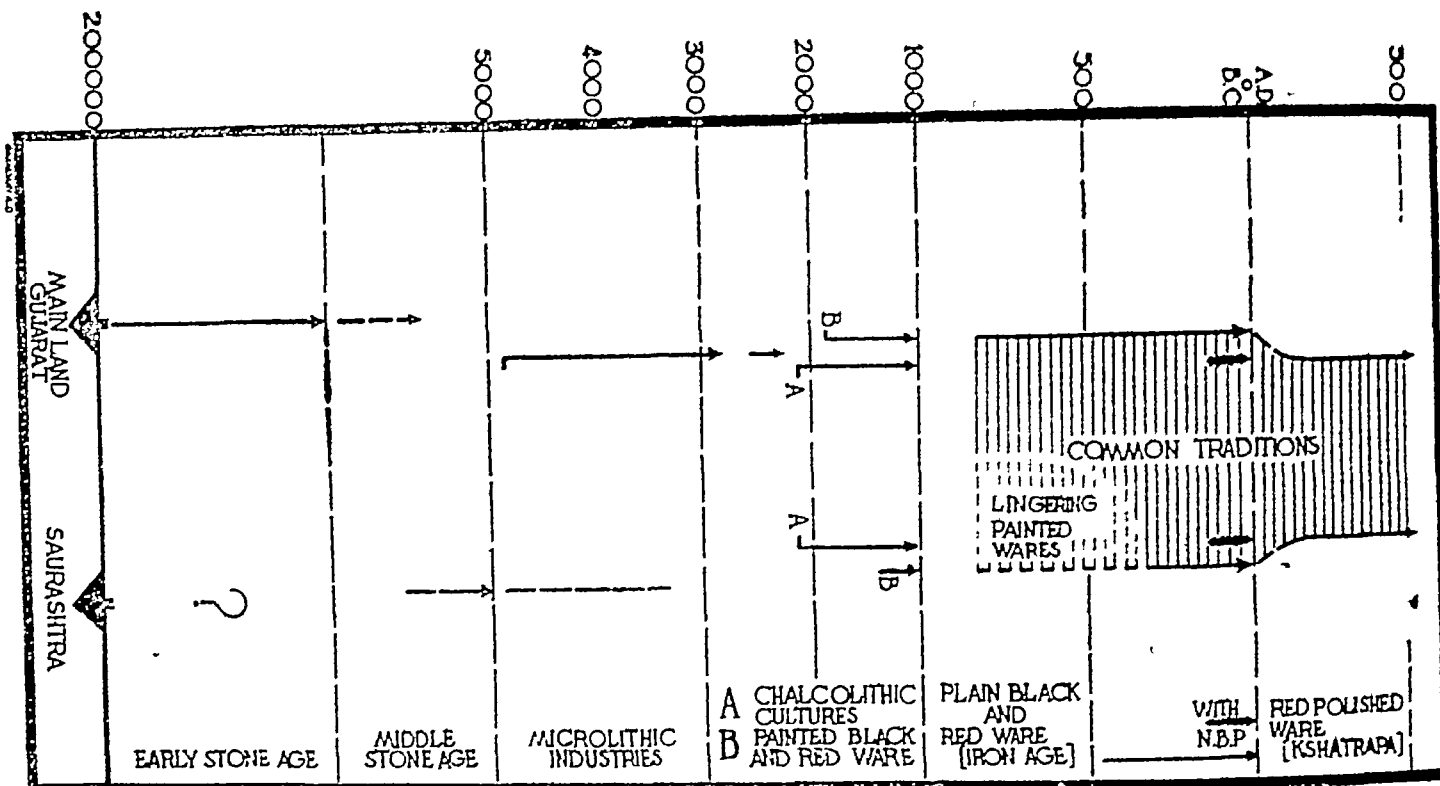 200000
5000
4000
3000
2000
1000
500
A.D.
0
B.C
300
MAIN LAND
GUJARAT
SAURASHTRA
?
B
A
A
B
COMMON TRADITIONS
LINGERING
PAINTED
WARES
EARLY STONE AGE
MIDDLE
STONE AGE
MICROLITHIC
INDUSTRIES
A CHALCOLITHIC
CULTURES
B PAINTED BLACK
AND RED WARE
PLAIN BLACK
AND
RED WARE
[IRON AGE]
WITH
N.B.P
RED POLISHED
WARE
[KSHATRAPA]